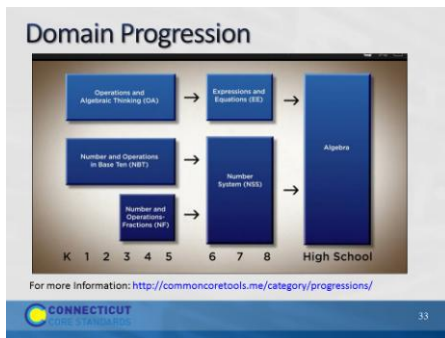 Domain Progression
Operations and
Algebraic Thinking (OA)
Expressions and
Equations (EE)
Algebra
Number and Operations
in Base Ten (NBT)
Number
System (NSS)
Number and
Operations-
Fractions (NF)
K 1 2 3 4 5 6 7 8 High School
For more Information: http://commoncoretools.me/category/progressions/
CONNECTICUT
CORE STANDARDS
33